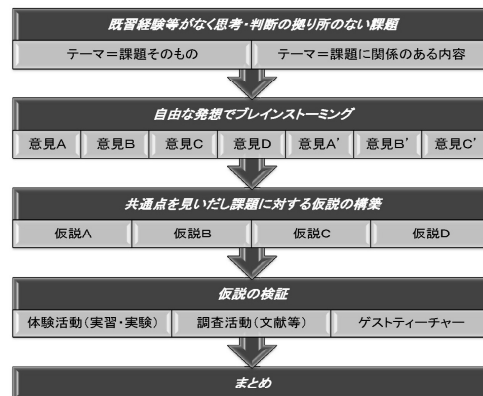 既習経験等がなく思考・判断の拠り所のない課題
テーマ＝課題そのもの
テーマ＝課題に関係のある内容
自由な発想でブレインストーミング
意見A
意見B
意見C
意見D
意見A'
意見B'
意見C'
共通点を見いだし課題に対する仮説の構築
仮説A
仮説B
仮説C
仮説D
仮説の検証
体験活動(実習・実験)
調査活動(文献等)
ゲストティーチャー
まとめ